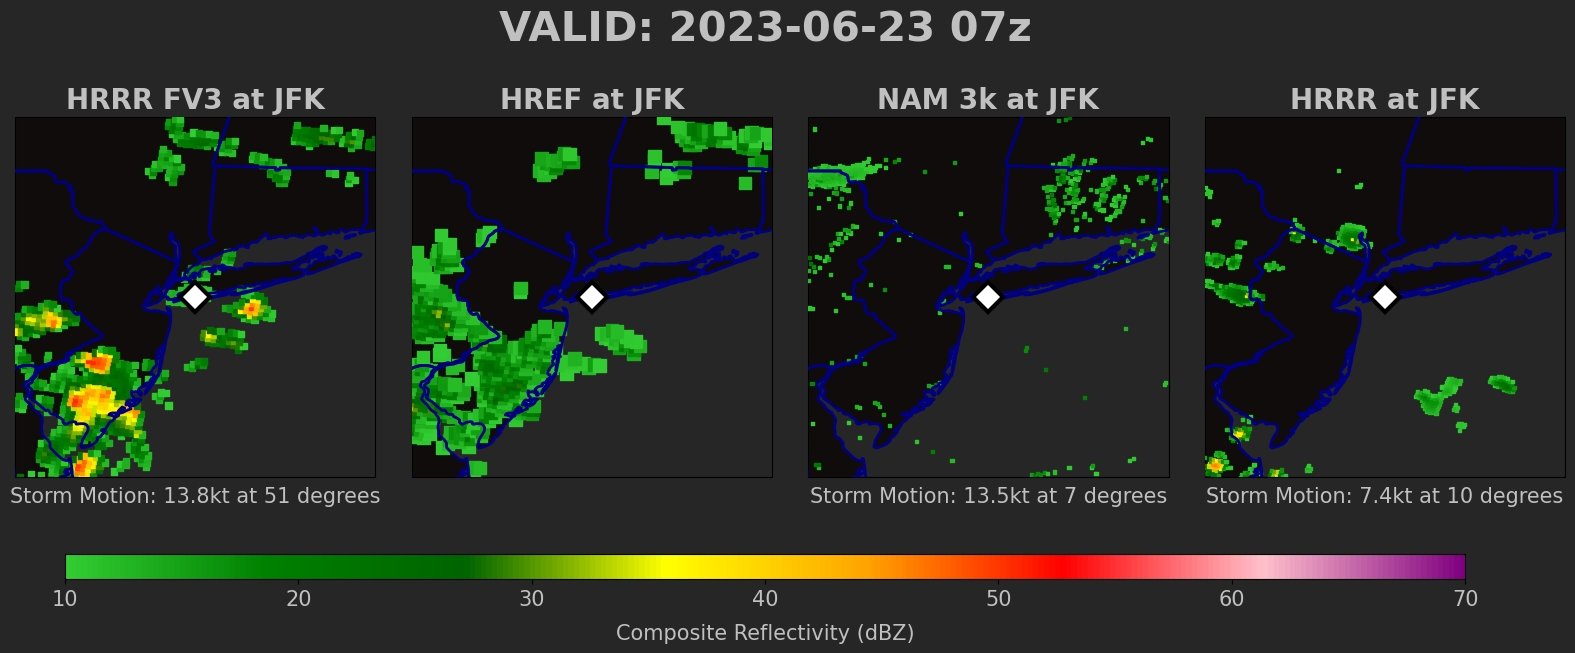 VALID: 2023-06-23 07z
HRRR FV3 at JFK
HREF at JFK
NAM 3k at JFK
HRRR at JFK
Storm Motion: 13.8kt at 51 degrees
Storm Motion: 13.5kt at 7 degrees
Storm Motion: 7.4kt at 10 degrees
10 20 30 40 50 60 70
Composite Reflectivity (dBZ)